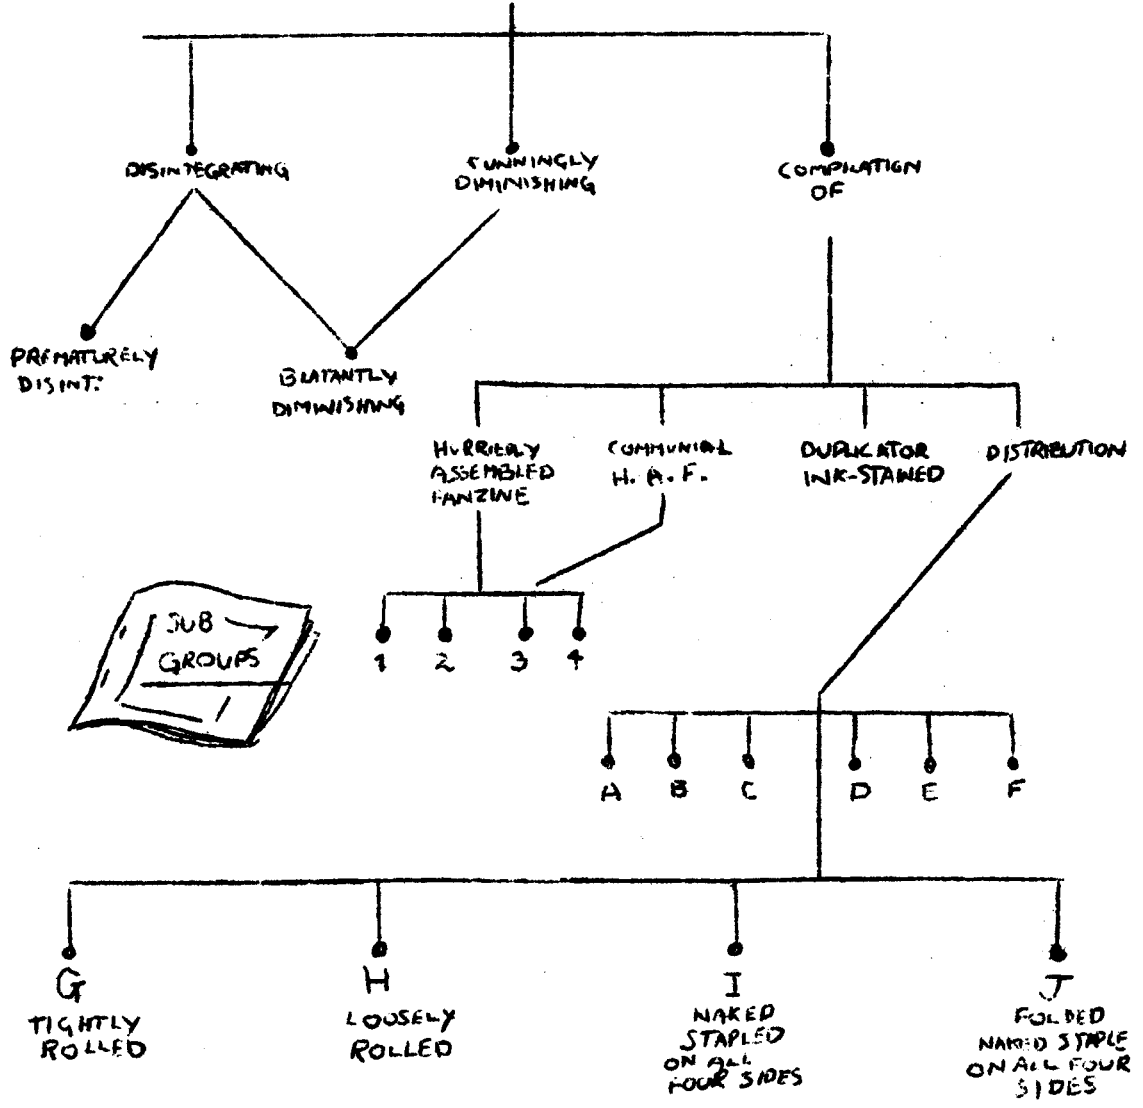 DISINTEGRATING
CUNNINGLY
DIMINISHING
COMPILATION
OF
PREMATURELY
DISINT:
BLATANTLY
DIMINISHING
HURRIEDLY
ASSEMBLED
FANZINE
COMMUNIAL
H. A. F.
DUPLICATOR
INK-STAINED
DISTRIBUTION
SUB
GROUPS
1 2 3 4
A B C D E F
G
TIGHTLY
ROLLED
H
LOOSELY
ROLLED
I
NAKED
STAPLED
ON ALL
FOUR SIDES
J
FOLDED
NAKED STAPLE
ON ALL FOUR
SIDES